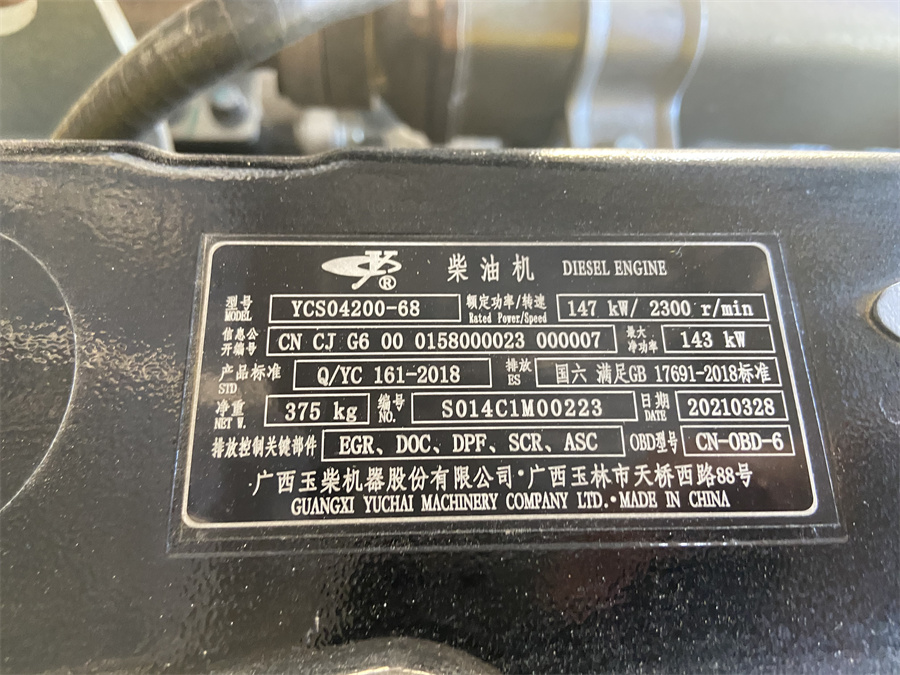 ® 柴油机 DIESEL ENGINE
型号 MODEL YCS04200-68 额定功率/转速 Rated Power/Speed 147 kW/ 2300 r/min
信息公开编号 CN CJ G6 00 0158000023 000007 最大净功率 143 kW
产品标准 STD Q/YC 161-2018 排放 ES 国六 满足GB 17691-2018标准
净重 NET W. 375 kg 编号 NO. S014C1M00223 日期 DATE 20210328
排放控制关键部件 EGR、DOC、DPF、SCR、ASC OBD型号 CN-OBD-6
广西玉柴机器股份有限公司·广西玉林市天桥西路88号
GUANGXI YUCHAI MACHINERY COMPANY LTD.·MADE IN CHINA